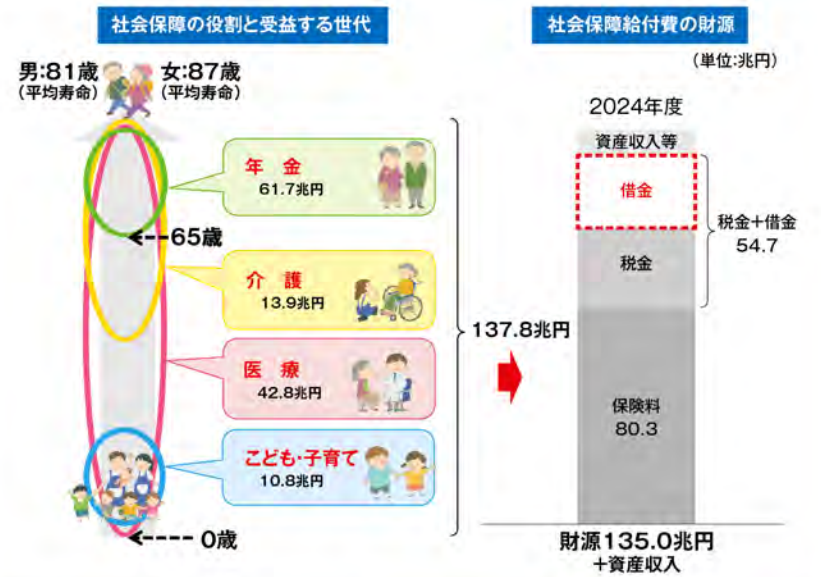 社会保障の役割と受益する世代
男:81歳
(平均寿命)
女:87歳
(平均寿命)
年 金
61.7兆円
65歳
介 護
13.9兆円
医 療
42.8兆円
こども・子育て
10.8兆円
0歳
137.8兆円
社会保障給付費の財源
(単位:兆円)
2024年度
資産収入等
借金
税金
税金+借金
54.7
保険料
80.3
財源135.0兆円
+資産収入